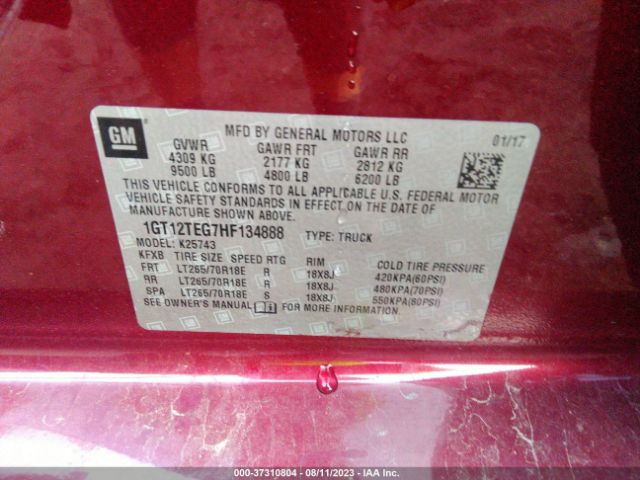 GM
MFD BY GENERAL MOTORS LLC 01/17
GVWR GAWR FRT GAWR RR
4309 KG 2177 KG 2812 KG
9500 LB 4800 LB 6200 LB
THIS VEHICLE CONFORMS TO ALL APPLICABLE U.S. FEDERAL MOTOR
VEHICLE SAFETY STANDARDS IN EFFECT ON THE DATE OF
MANUFACTURE SHOWN ABOVE.
1GT12TEG7HF134888 TYPE: TRUCK
MODEL: K25743
KFXB TIRE SIZE SPEED RTG RIM COLD TIRE PRESSURE
FRT LT265/70R18E R 18X8J 420KPA(60PSI)
RR LT265/70R18E R 18X8J 480KPA(70PSI)
SPA LT265/70R18E S 18X8J 550KPA(80PSI)
SEE OWNER'S MANUAL FOR MORE INFORMATION.
000-37310804 - 08/11/2023 - IAA Inc.